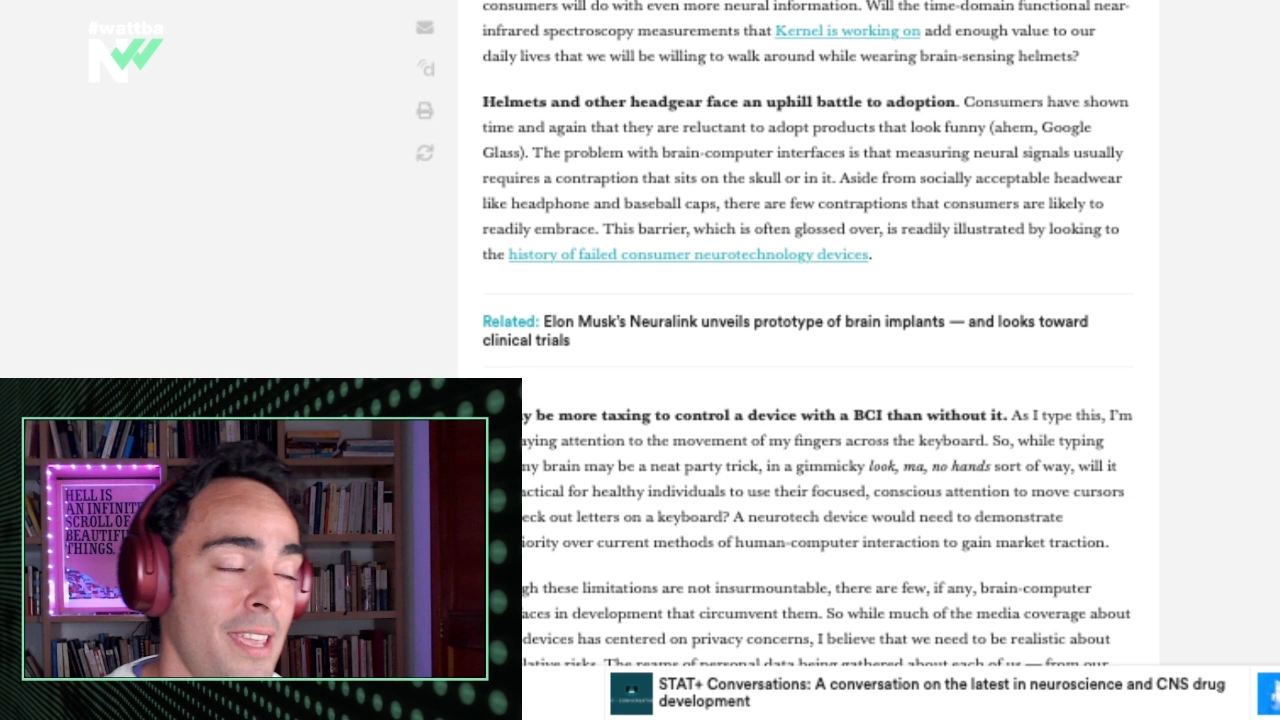 #wattba
N
consumers will do with even more neural information. Will the time-domain functional near-
infrared spectroscopy measurements that Kernel is working on add enough value to our
daily lives that we will be willing to walk around while wearing brain-sensing helmets?
Helmets and other headgear face an uphill battle to adoption. Consumers have shown
time and again that they are reluctant to adopt products that look funny (ahem, Google
Glass). The problem with brain-computer interfaces is that measuring neural signals usually
requires a contraption that sits on the skull or in it. Aside from socially acceptable headwear
like headphone and baseball caps, there are few contraptions that consumers are likely to
readily embrace. This barrier, which is often glossed over, is readily illustrated by looking to
the history of failed consumer neurotechnology devices.
Related: Elon Musk's Neuralink unveils prototype of brain implants — and looks toward
clinical trials
y be more taxing to control a device with a BCI than without it. As I type this, I'm
aying attention to the movement of my fingers across the keyboard. So, while typing
my brain may be a neat party trick, in a gimmicky look, ma, no hands sort of way, will it
actical for healthy individuals to use their focused, conscious attention to move cursors
eck out letters on a keyboard? A neurotech device would need to demonstrate
iority over current methods of human-computer interaction to gain market traction.
gh these limitations are not insurmountable, there are few, if any, brain-computer
aces in development that circumvent them. So while much of the media coverage about
devices has centered on privacy concerns, I believe that we need to be realistic about
lative risks. The reams of personal data being gathered about each of us — from our
HELL IS
AN INFINIT
SCROLL OF
BEAUTIFU
THINGS.
STAT+ Conversations: A conversation on the latest in neuroscience and CNS drug
development